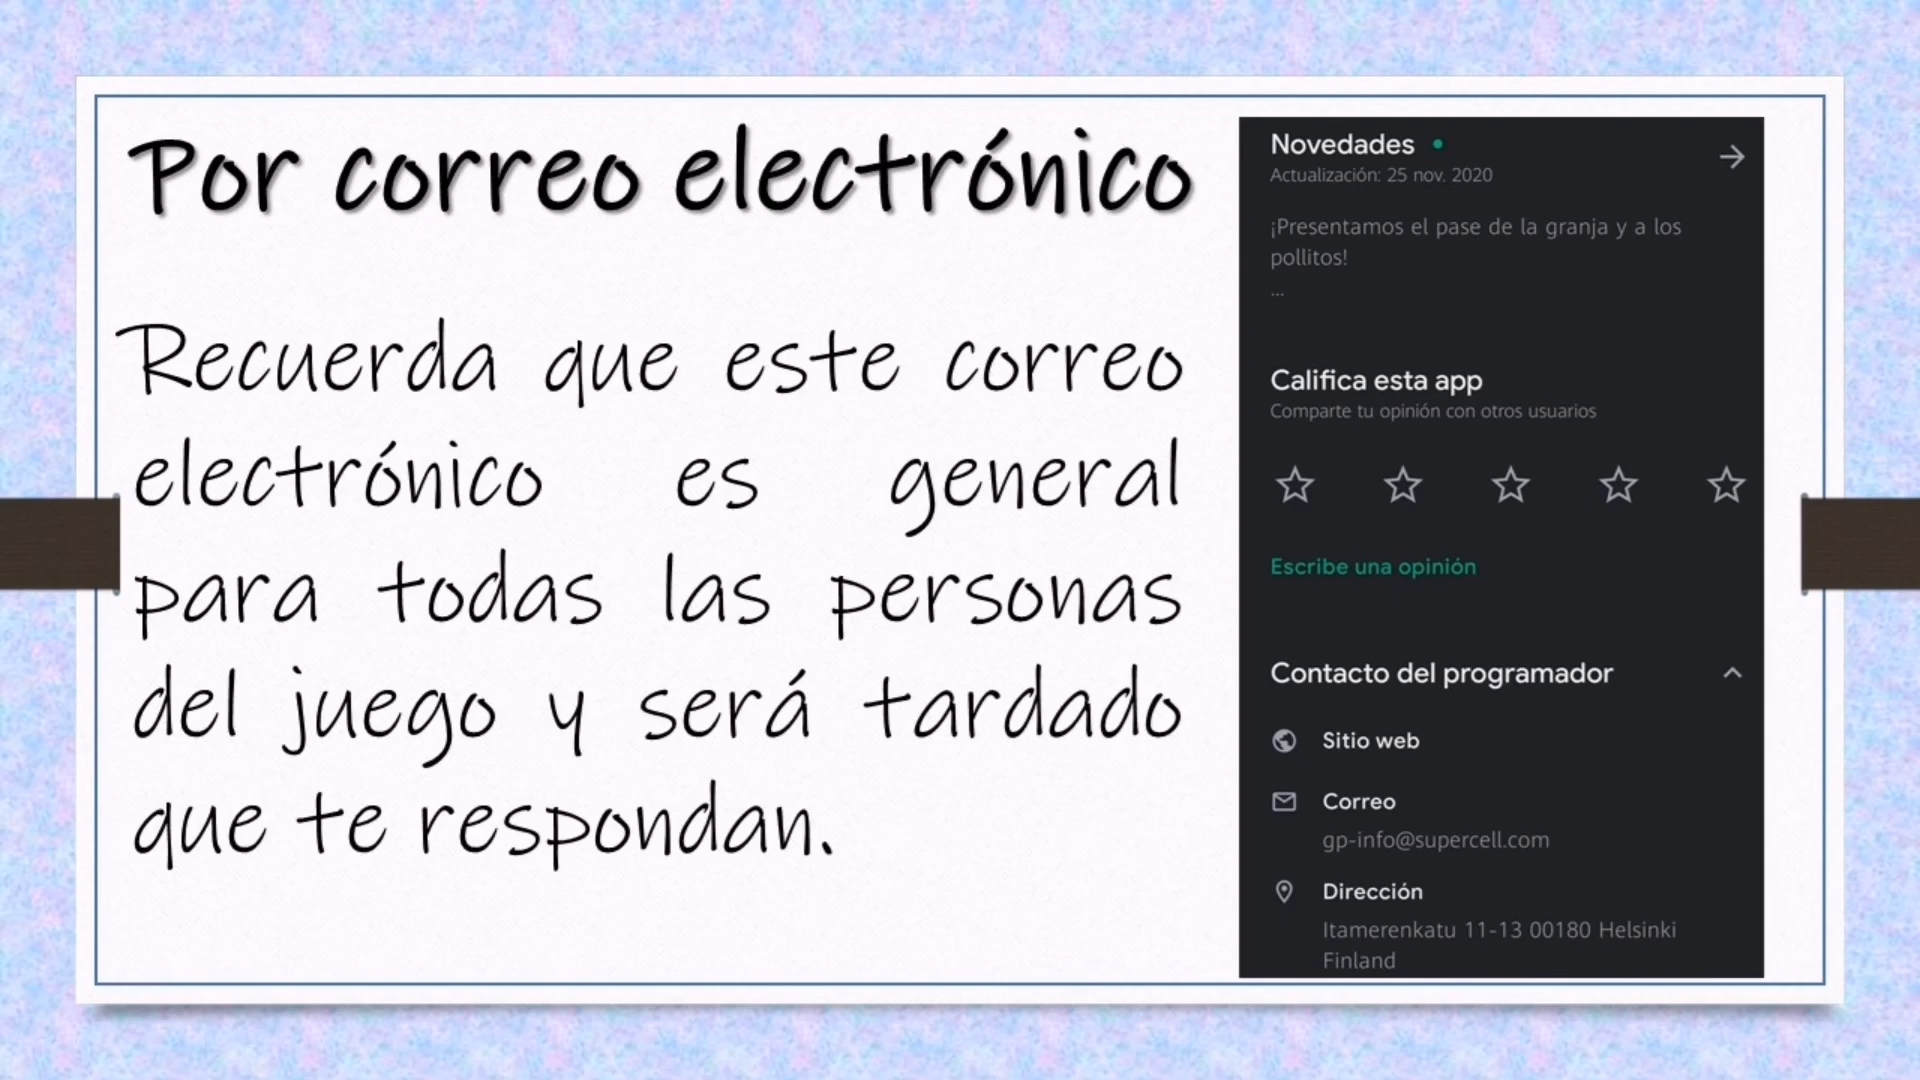 Por correo electrónico
Recuerda que este correo
electrónico es general
para todas las personas
del juego y será tardado
que te respondan.
Novedades
Actualización: 25 nov. 2020
¡Presentamos el pase de la granja y a los
pollitos!
...
Califica esta app
Comparte tu opinión con otros usuarios
Escribe una opinión
Contacto del programador
Sitio web
Correo
gp-info@supercell.com
Dirección
Itamerenkatu 11-13 00180 Helsinki
Finland